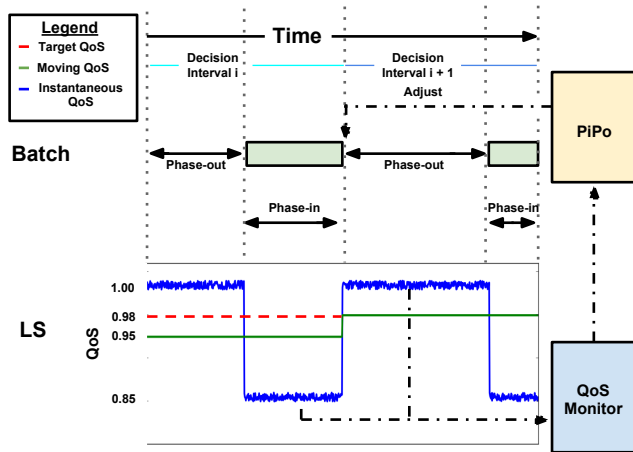 Legend
Target QoS
Moving QoS
Instantaneous
QoS
Time
Decision
Interval i
Decision
Interval i + 1
Adjust
PiPo
Batch
Phase-out
Phase-out
Phase-in
Phase-in
LS
QoS
1.00
0.98
0.95
0.85
QoS
Monitor